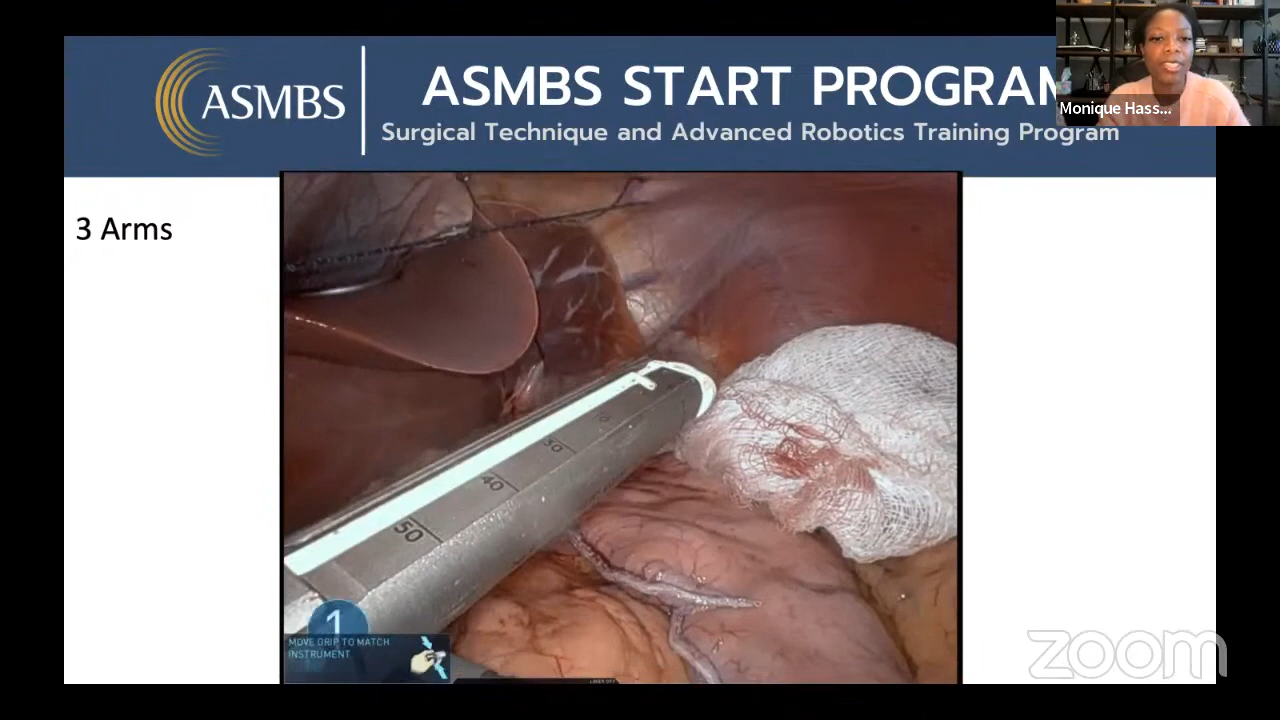 ASMBS
ASMBS START PROGRAM
Surgical Technique and Advanced Robotics Training Program
Monique Hass...
3 Arms
30
40
50
1
MOVE GRIP TO MATCH
INSTRUMENT
zoom